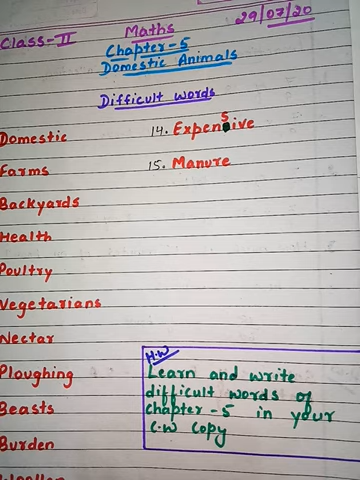 29/07/20
Class-II
Maths
Chapter-5
Domestic Animals
Difficult words
Domestic
Farms
Backyards
Health
Poultry
Vegetarians
Nectar
Ploughing
Beasts
Burden
14. Expensive
15. Manure
H.W
Learn and write
difficult words of
chapter-5 in your
C.W copy